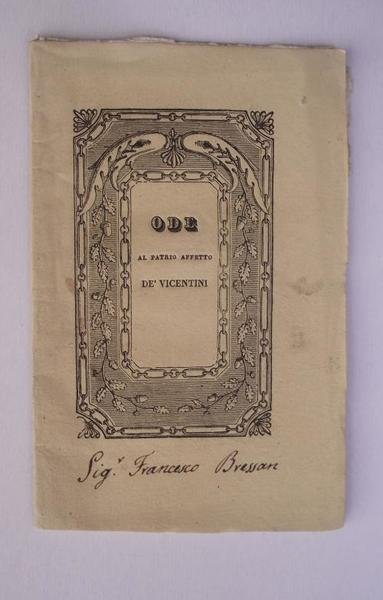 ODE
AL PATRIO AFFETTO
DE' VICENTINI
Sig.r Francesco Bressan